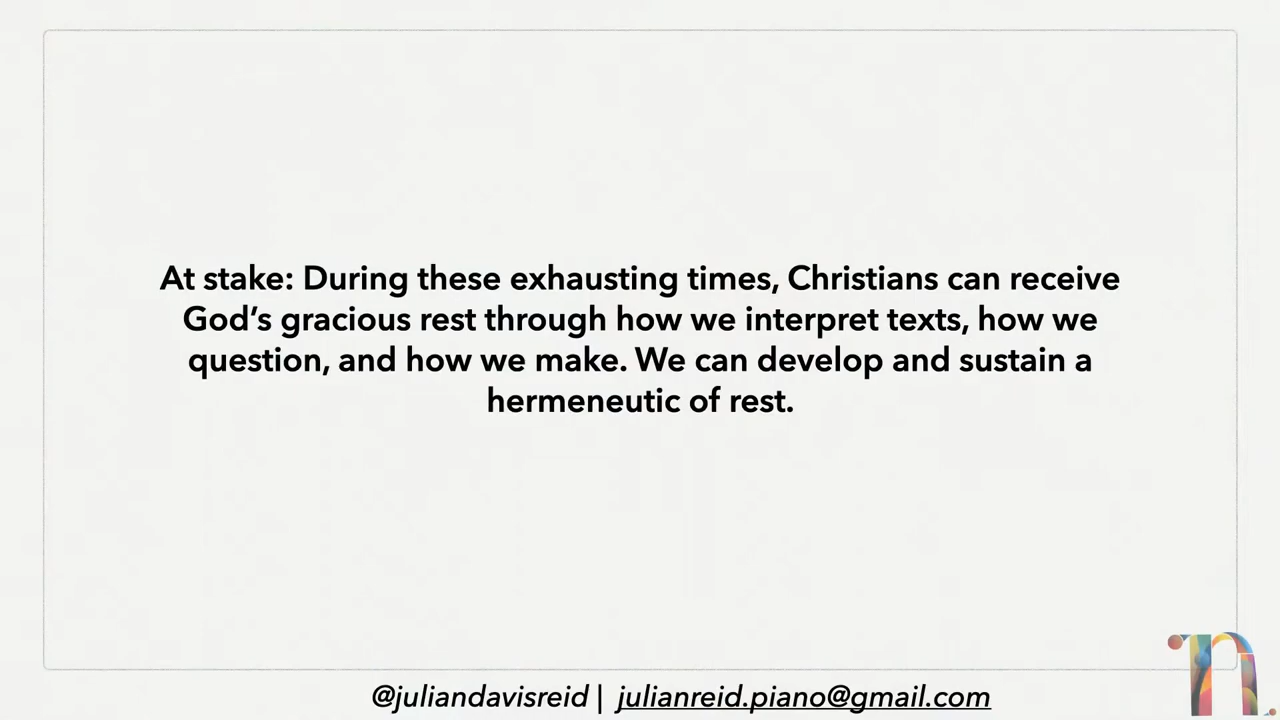 At stake: During these exhausting times, Christians can receive
God’s gracious rest through how we interpret texts, how we
question, and how we make. We can develop and sustain a
hermeneutic of rest.
@juliandavisreid | julianreid.piano@gmail.com
n.